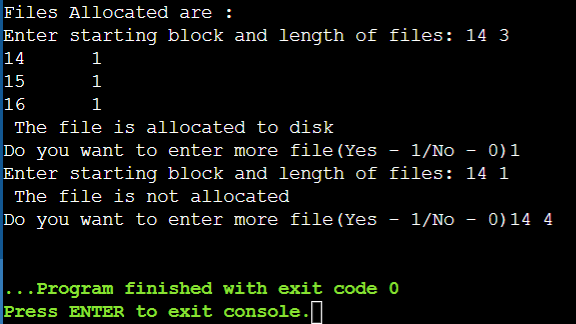 Files Allocated are :
Enter starting block and length of files: 14 3
14      1
15      1
16      1
 The file is allocated to disk
Do you want to enter more file(Yes - 1/No - 0)1
Enter starting block and length of files: 14 1
 The file is not allocated
Do you want to enter more file(Yes - 1/No - 0)14 4
...Program finished with exit code 0
Press ENTER to exit console.